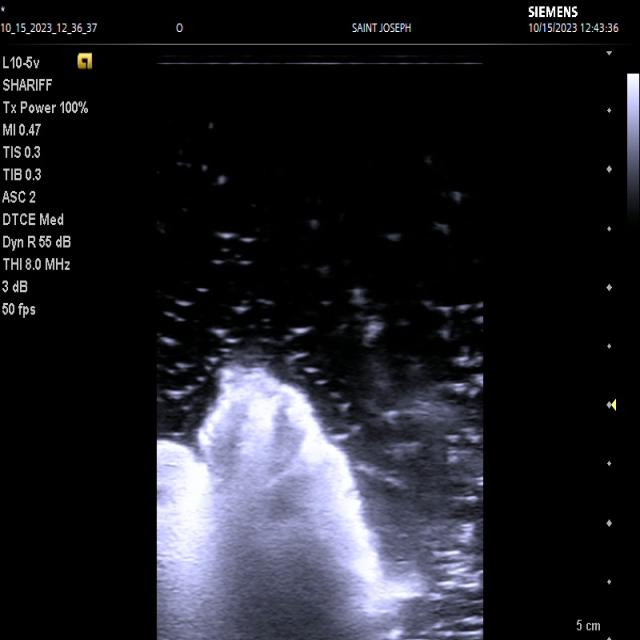 *
SIEMENS
10_15_2023_12_36_37 O SAINT JOSEPH 10/15/2023 12:43:36
L10-5v
SHARIFF
Tx Power 100%
MI 0.47
TIS 0.3
TIB 0.3
ASC 2
DTCE Med
Dyn R 55 dB
THI 8.0 MHz
3 dB
50 fps
5 cm